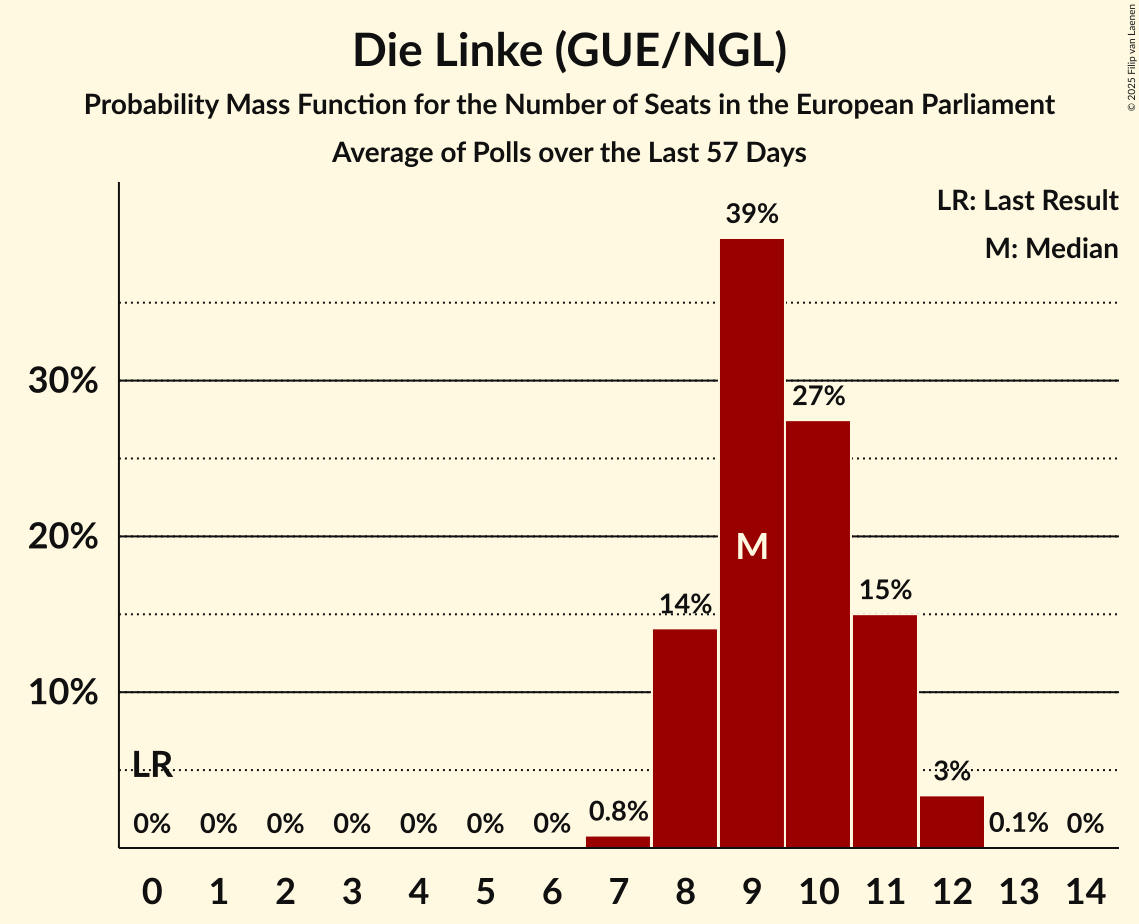 Die Linke (GUE/NGL)
Probability Mass Function for the Number of Seats in the European Parliament
Average of Polls over the Last 57 Days
© 2025 Filip van Laenen
LR: Last Result
M: Median
39%
30%
27%
20%
M
15%
14%
10%
LR
3%
0% 0% 0% 0% 0% 0% 0% 0.8% 0.1% 0%
0 1 2 3 4 5 6 7 8 9 10 11 12 13 14